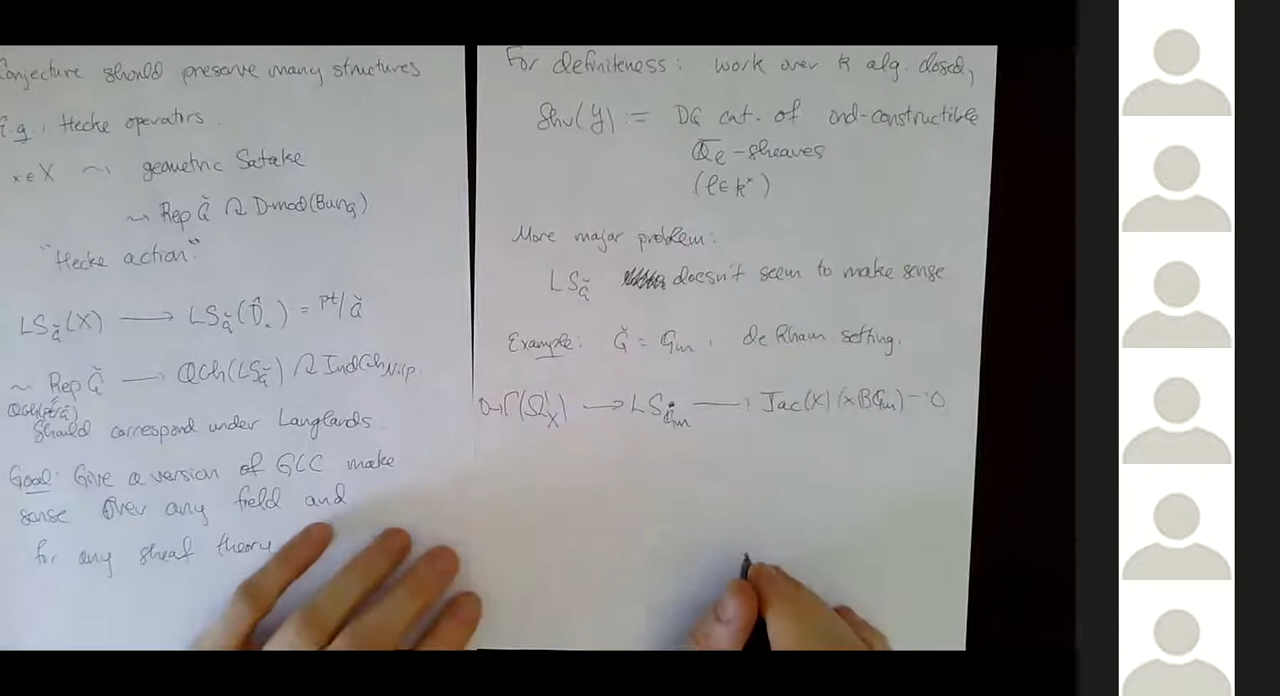 Conjecture should preserve many structures
E.g. Hecke operators.
x ∈ X ⇝ geometric Satake
⇝ Rep Ǧ ↷ D-mod(Bun_G)
"Hecke action"
LS_Ǧ(X) → LS_Ǧ(D̂_x) = pt/Ǧ
⇝ Rep Ǧ → QCoh(LS_Ǧ) ↷ IndCoh_Nilp.
QCoh(pt/Ǧ)
Should correspond under Langlands.
Goal: Give a version of GLC make
sense over any field and
for any sheaf theory
For definiteness: work over k alg. closed,
Shv(Y) := DG cat. of ind-constructible
Q̄_ℓ-sheaves
(ℓ ∈ k^×)
More major problem:
LS_Ǧ doesn't seem to make sense
Example: Ǧ = G_m, de Rham setting.
0 → Γ(Ω^1_X) → LS_G_m → Jac(X) (× BG_m) → 0